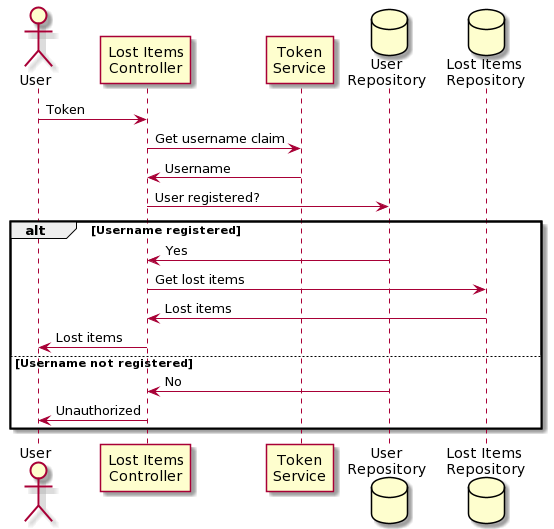 User
Lost Items
Controller
Token
Service
User
Repository
Lost Items
Repository
Token
Get username claim
Username
User registered?
alt [Username registered]
Yes
Get lost items
Lost items
Lost items
[Username not registered]
No
Unauthorized
User
Lost Items
Controller
Token
Service
User
Repository
Lost Items
Repository